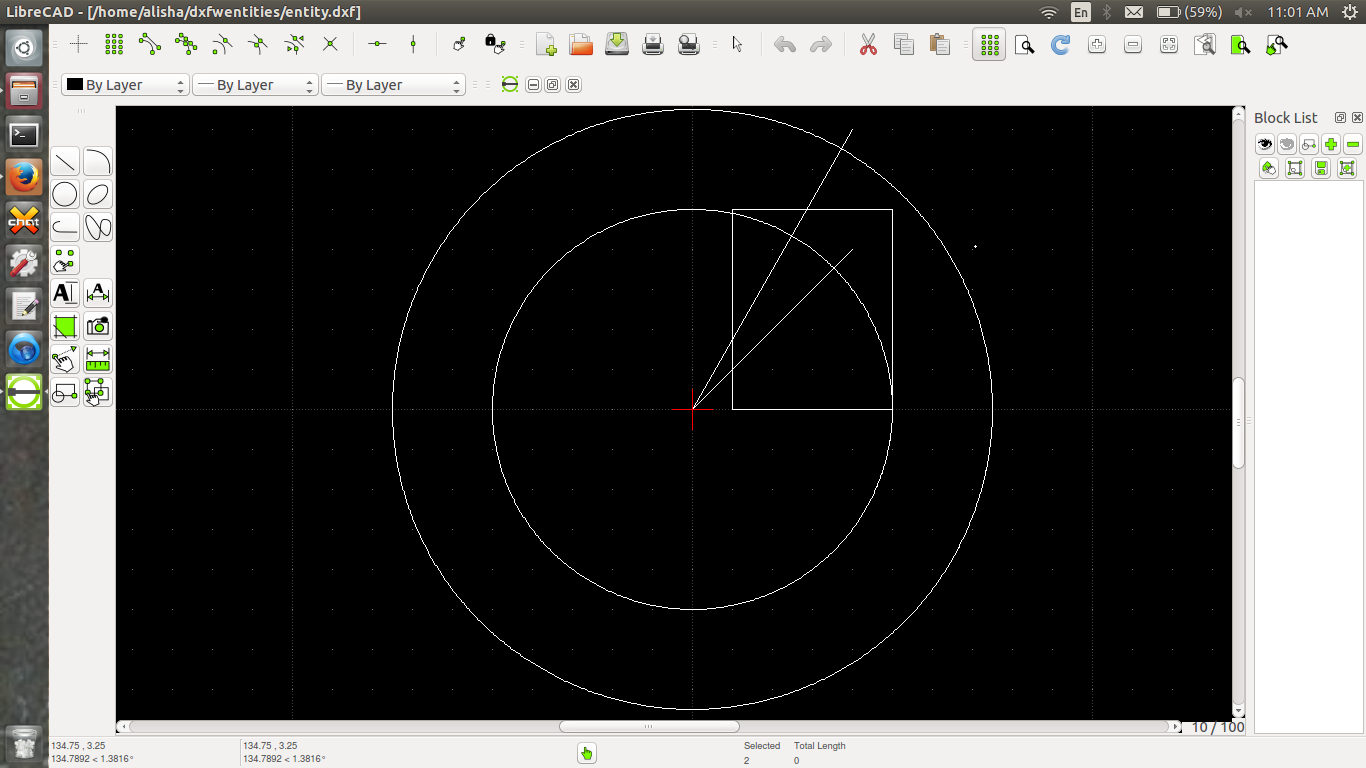 LibreCAD - [/home/alisha/dxfwentities/entity.dxf]
En
(59%)
11:01 AM
By Layer
By Layer
By Layer
Block List
chat
A
A
10 / 100
134.75 , 3.25
134.7892 < 1.3816°
134.75 , 3.25
134.7892 < 1.3816°
Selected
2
Total Length
0